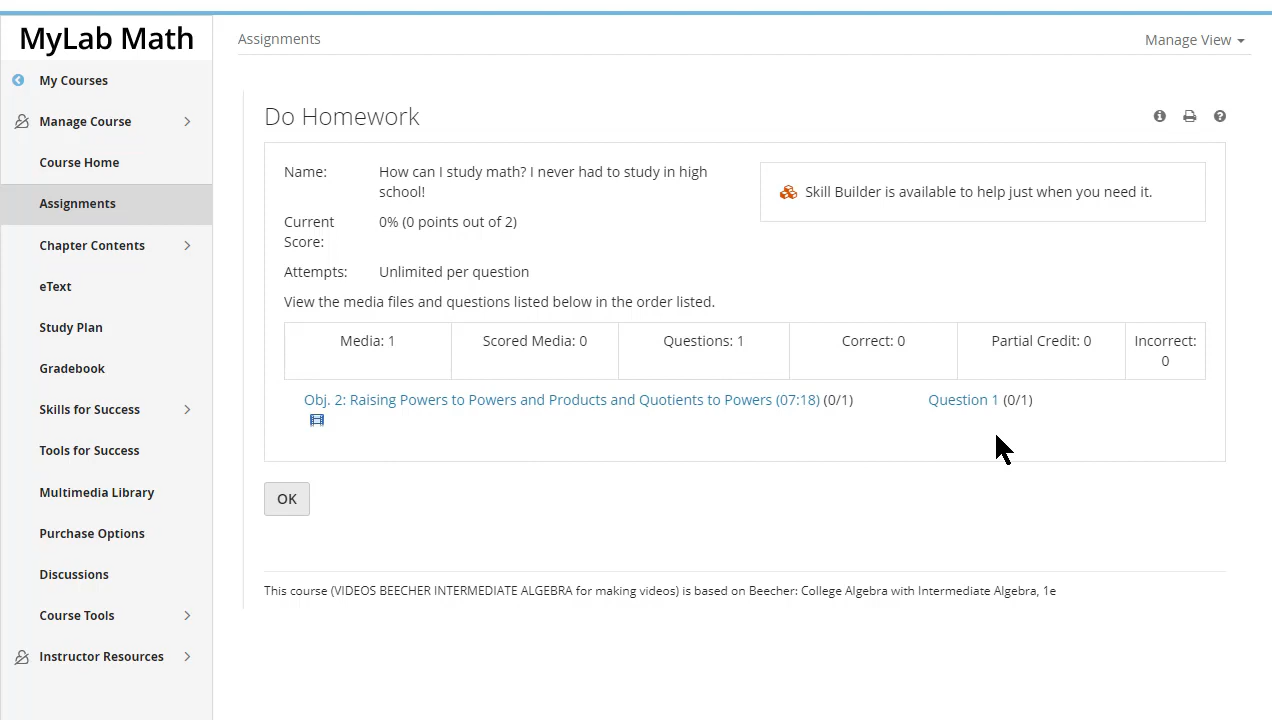 MyLab Math
My Courses
Manage Course
Course Home
Assignments
Chapter Contents
eText
Study Plan
Gradebook
Skills for Success
Tools for Success
Multimedia Library
Purchase Options
Discussions
Course Tools
Instructor Resources
Assignments
Manage View
Do Homework
Name: How can I study math? I never had to study in high
school!
Current Score: 0% (0 points out of 2)
Attempts: Unlimited per question
Skill Builder is available to help just when you need it.
View the media files and questions listed below in the order listed.
Media: 1 Scored Media: 0 Questions: 1 Correct: 0 Partial Credit: 0 Incorrect: 0
Obj. 2: Raising Powers to Powers and Products and Quotients to Powers (07:18) (0/1) Question 1 (0/1)
OK
This course (VIDEOS BEECHER INTERMEDIATE ALGEBRA for making videos) is based on Beecher: College Algebra with Intermediate Algebra, 1e